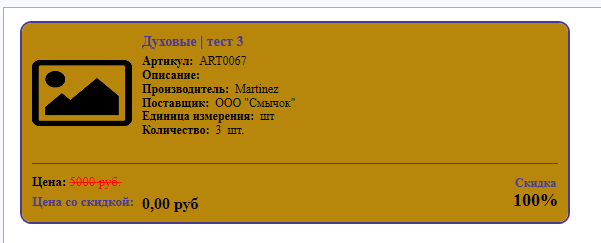 Духовые | тест 3
Артикул: ART0067
Описание:
Производитель: Martinez
Поставщик: ООО "Смычок"
Единица измерения: шт
Количество: 3 шт.
Цена: 5000 руб.
Скидка
Цена со скидкой: 0,00 руб
100%